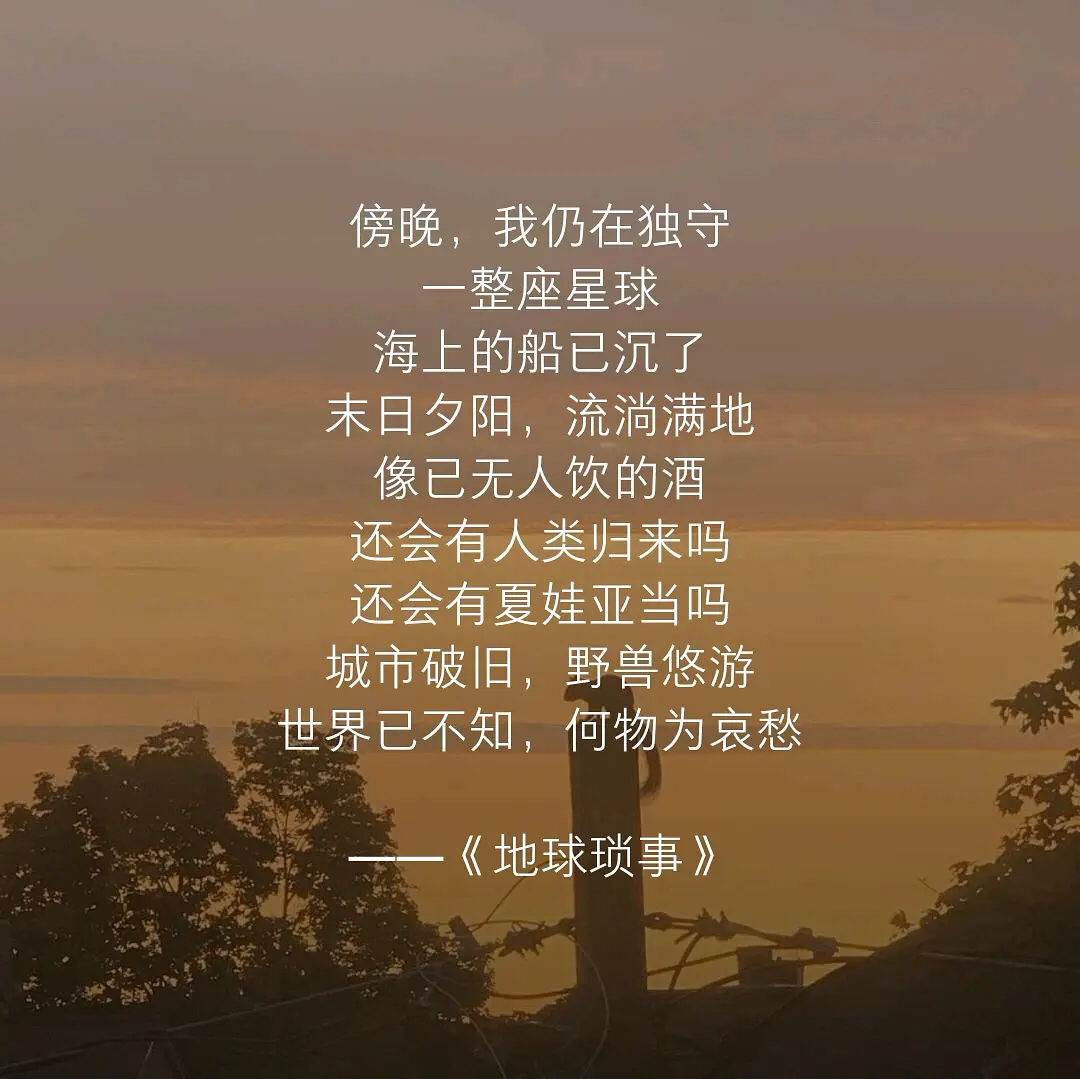 傍晚，我仍在独守
一整座星球
海上的船已沉了
末日夕阳，流淌满地
像已无人饮的酒
还会有人类归来吗
还会有夏娃亚当吗
城市破旧，野兽悠游
世界已不知，何物为哀愁
——《地球琐事》